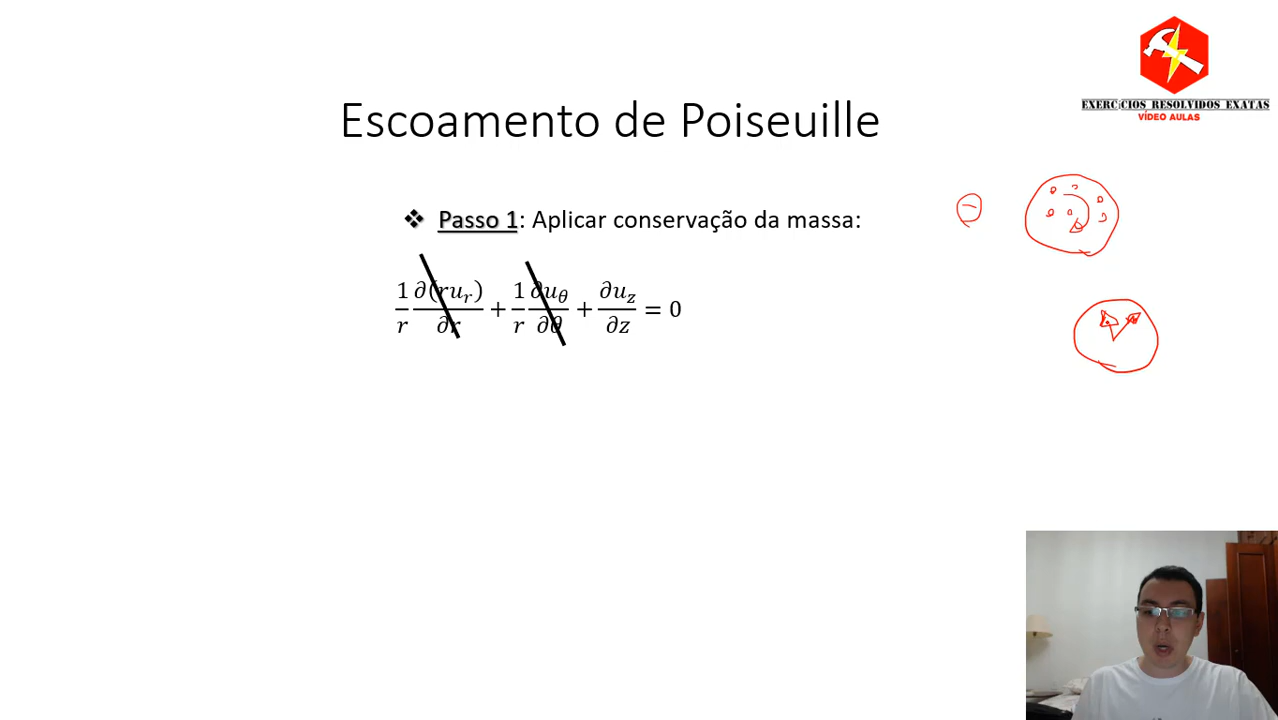 EXERCíCIOS RESOLVIDOS EXATAS
VÍDEO AULAS
Escoamento de Poiseuille
❖ Passo 1: Aplicar conservação da massa:
1/r ∂(ru_r)/∂r + 1/r ∂u_θ/∂θ + ∂u_z/∂z = 0